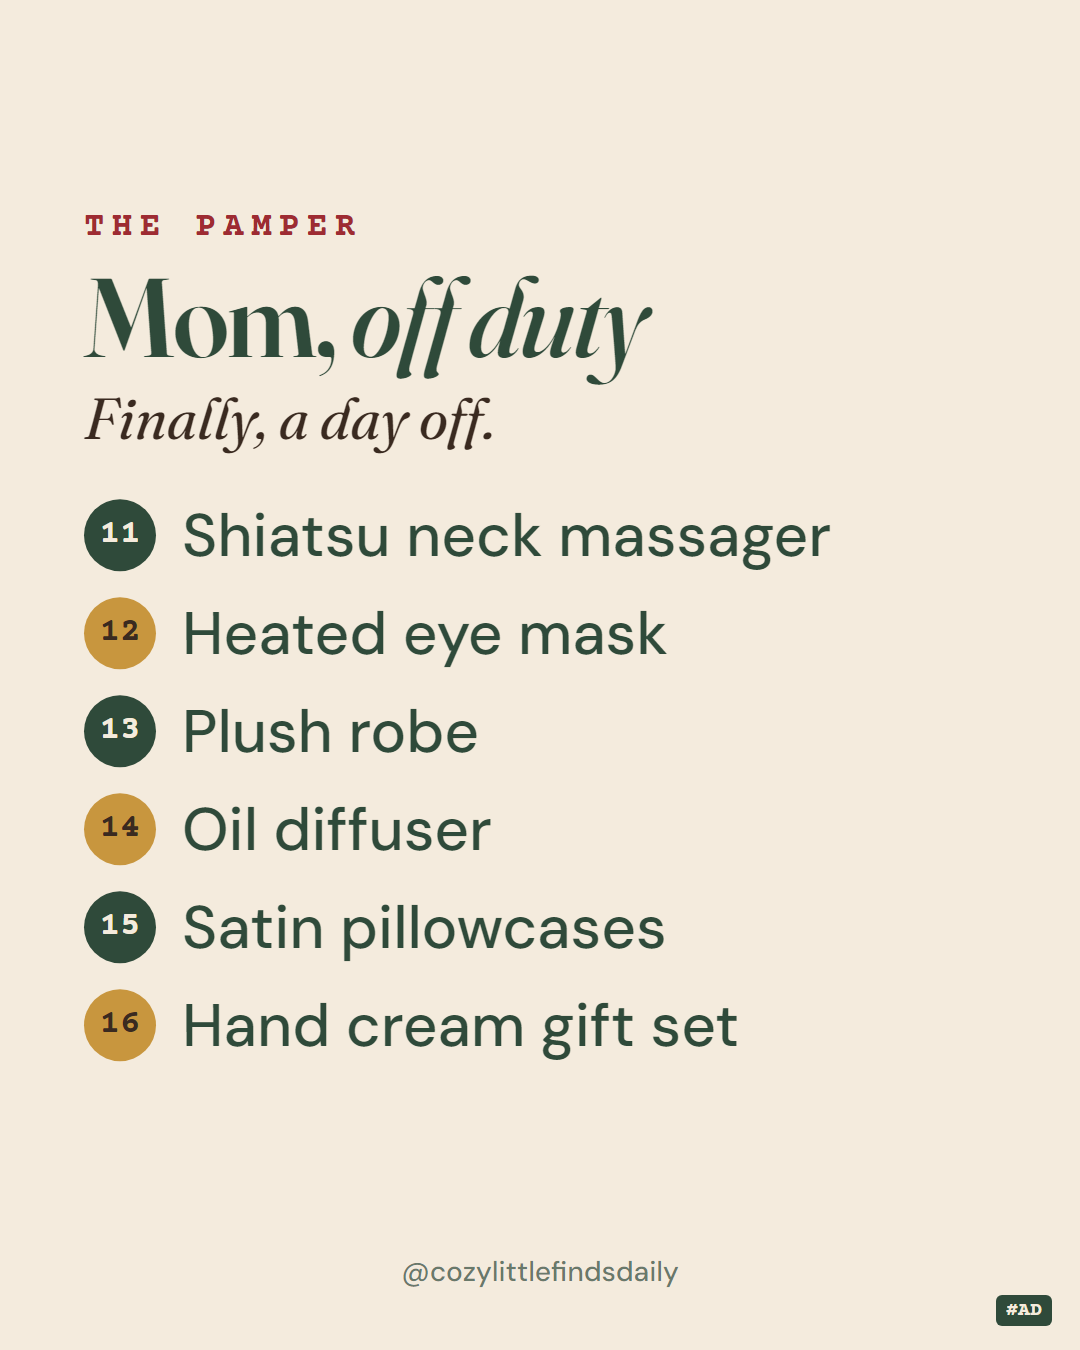 THE PAMPER
Mom, off duty
Finally, a day off.
11 Shiatsu neck massager
12 Heated eye mask
13 Plush robe
14 Oil diffuser
15 Satin pillowcases
16 Hand cream gift set
@cozylittlefindsdaily
#AD